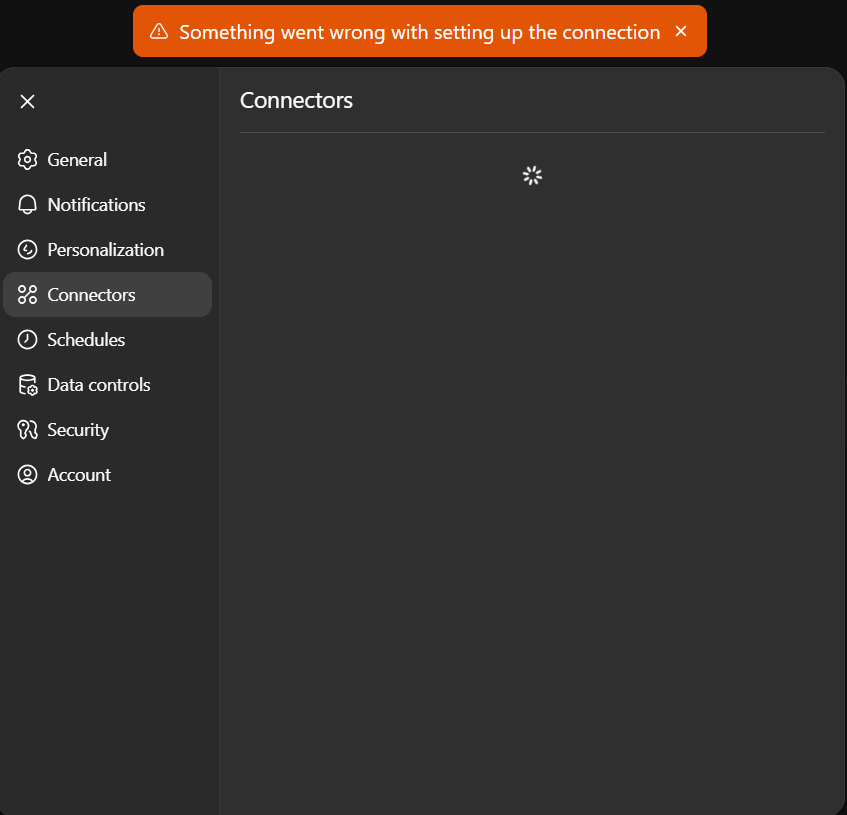 Something went wrong with setting up the connection
Connectors
General
Notifications
Personalization
Connectors
Schedules
Data controls
Security
Account